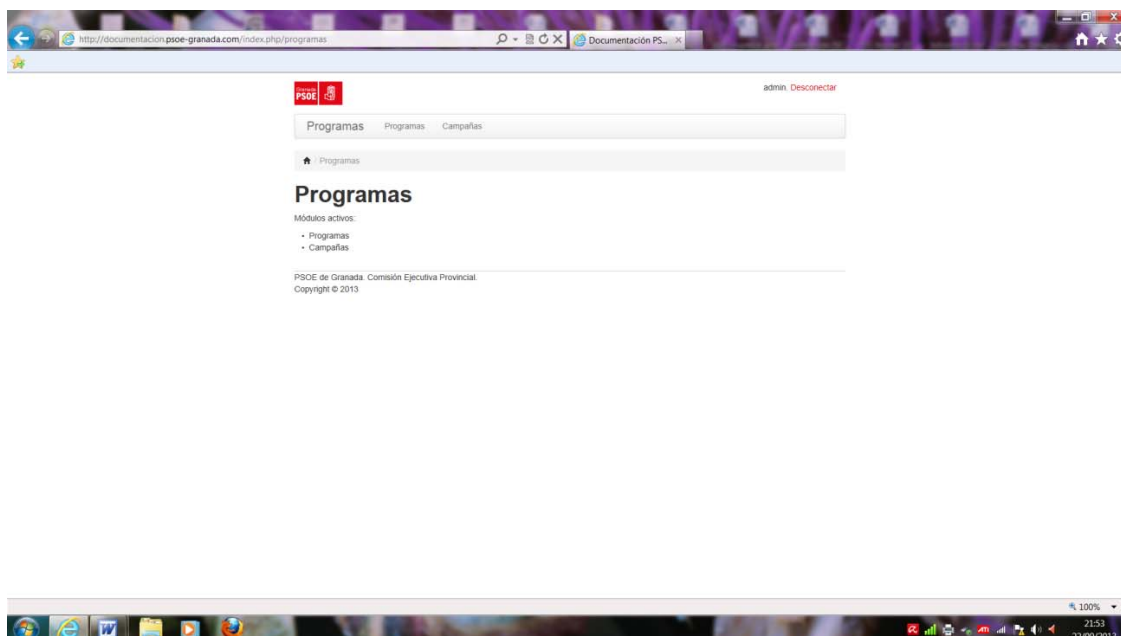 http://documentacion.psoe-granada.com/index.php/programas
Documentación PS...
PSOE
admin. Desconectar
Programas Programas Campañas
/ Programas
Programas
Módulos activos:
• Programas
• Campañas
PSOE de Granada. Comisión Ejecutiva Provincial.
Copyright © 2013
100%
21:53